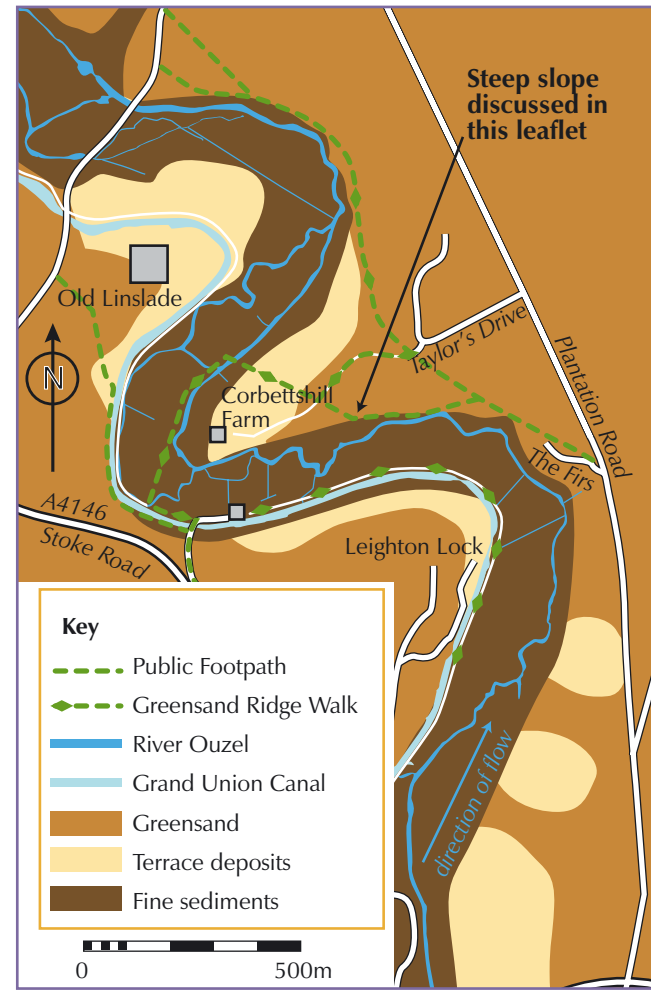 Steep slope
discussed in
this leaflet
Old Linslade
Taylor's Drive
N
Plantation Road
Corbettshill
Farm
The Firs
A4146
Stoke Road
Leighton Lock
direction of flow
Key
Public Footpath
Greensand Ridge Walk
River Ouzel
Grand Union Canal
Greensand
Terrace deposits
Fine sediments
0 500m